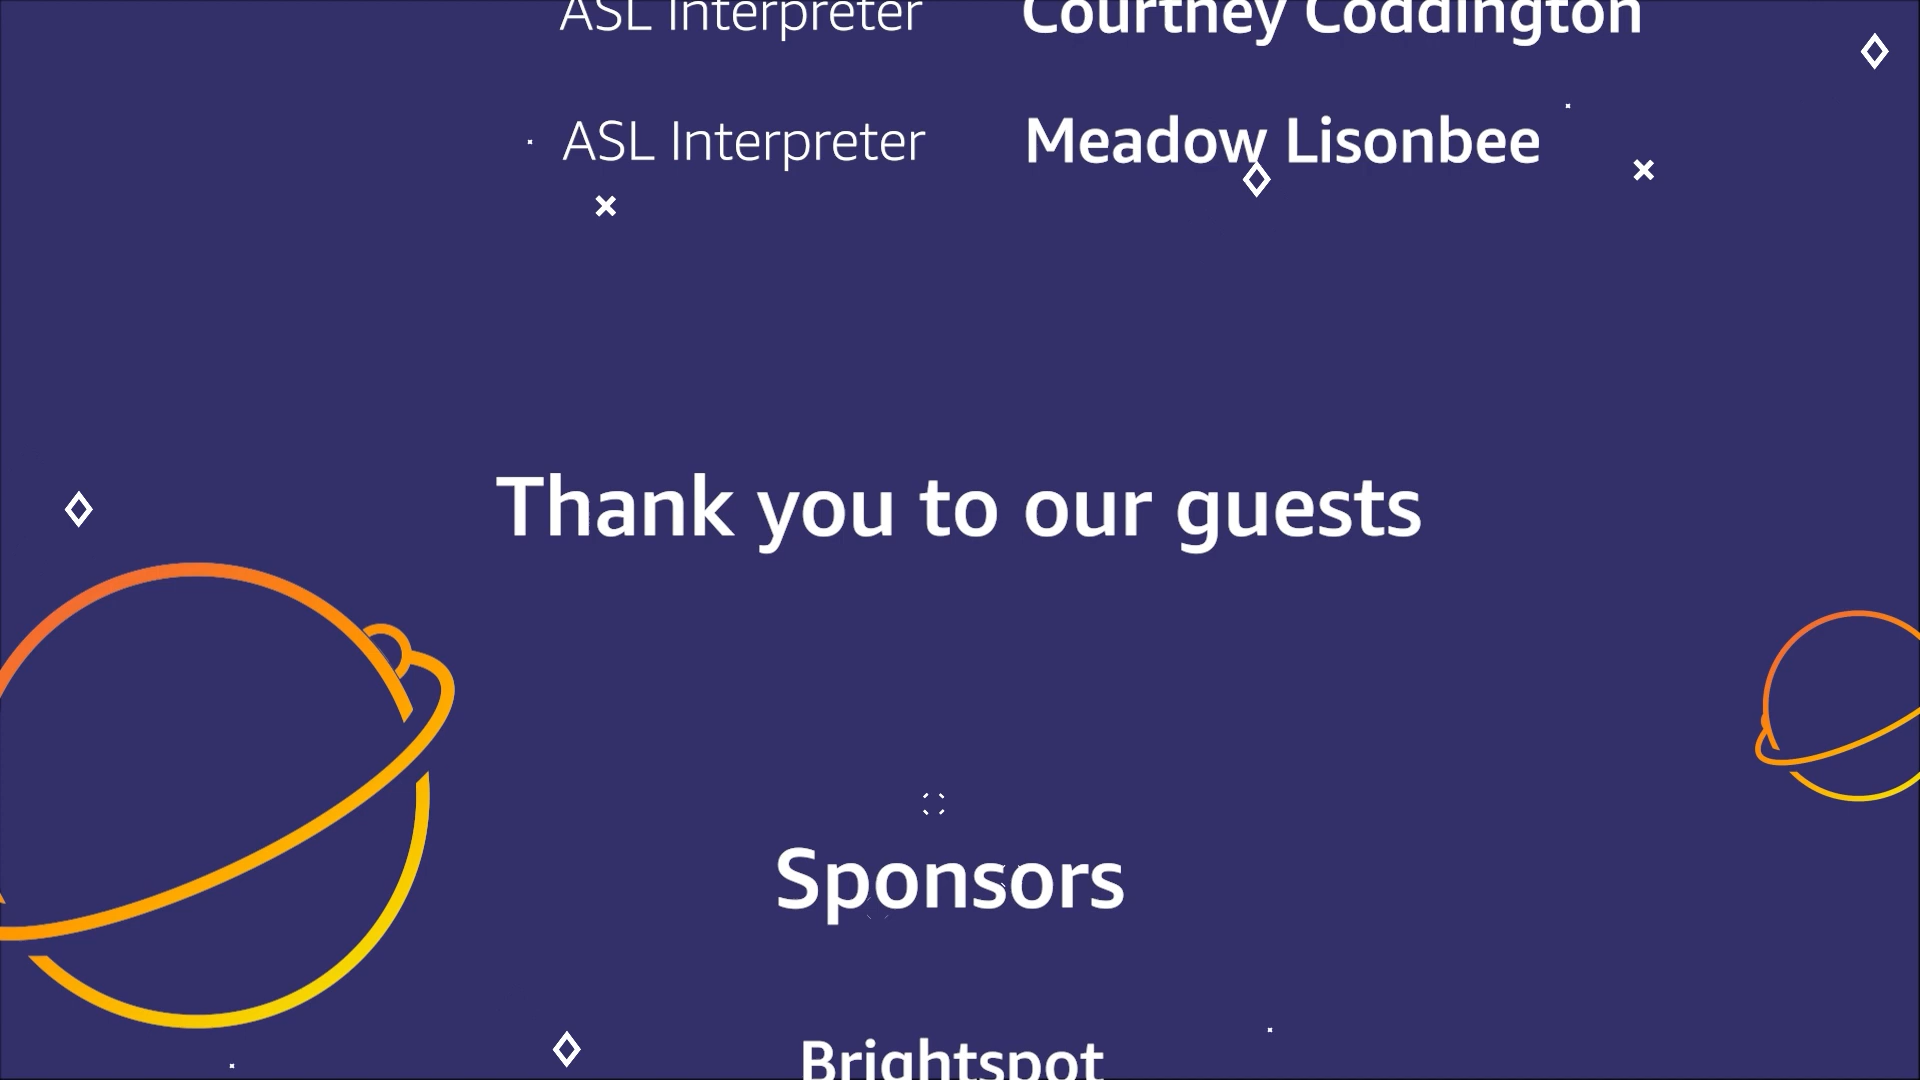 ASL Interpreter Courtney Coddington
ASL Interpreter Meadow Lisonbee
Thank you to our guests
Sponsors
Brightspot